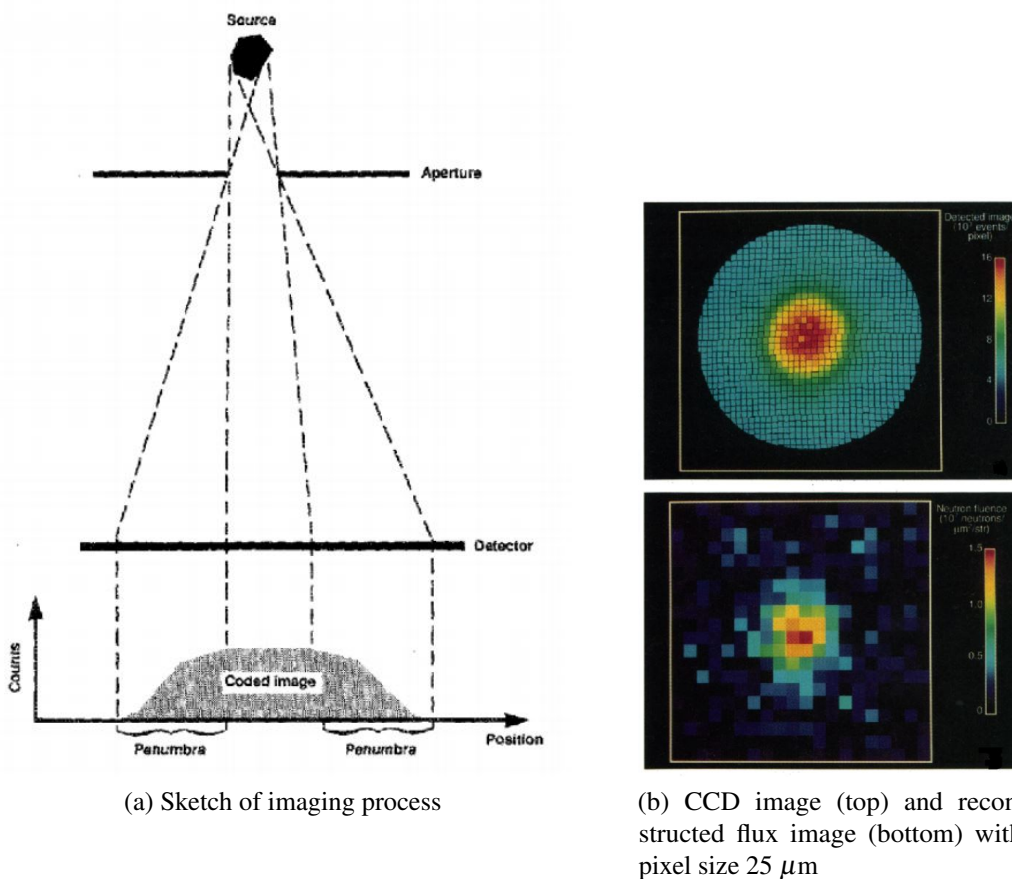 Source
Aperture
Detector
Counts
Coded image
Position
Penumbra
Penumbra
(a) Sketch of imaging process
Detected image
events/
pixel)
16
12
8
4
0
Neutron fluence
neutrons/
1.5
1.0
0.5
0
(b) CCD image (top) and recon
structed flux image (bottom) with
pixel size 25 μm